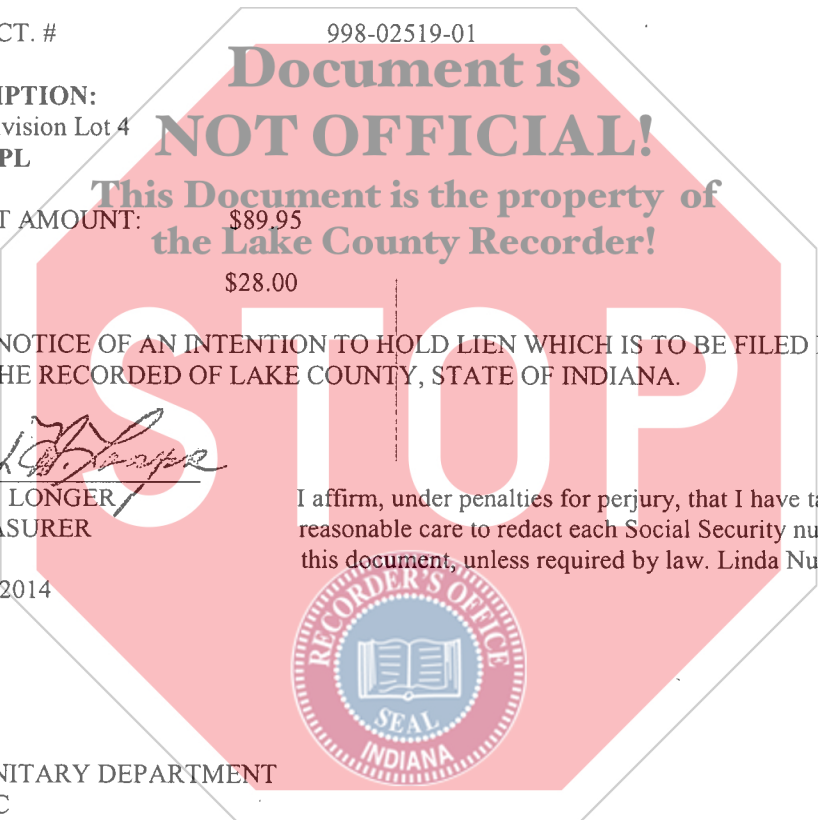 CT. # 998-02519-01
Document is
IPTION:
vision Lot 4
NOT OFFICIAL!
PL
This Document is the property of
T AMOUNT: $89.95
the Lake County Recorder!
$28.00
STOP
NOTICE OF AN INTENTION TO HOLD LIEN WHICH IS TO BE FILED
HE RECORDED OF LAKE COUNTY, STATE OF INDIANA.
LONGER
ASURER
I affirm, under penalties for perjury, that I have ta
reasonable care to redact each Social Security nu
this document, unless required by law. Linda Nu
2014
RECORDER'S OFFICE
SEAL
INDIANA
NITARY DEPARTMENT
C